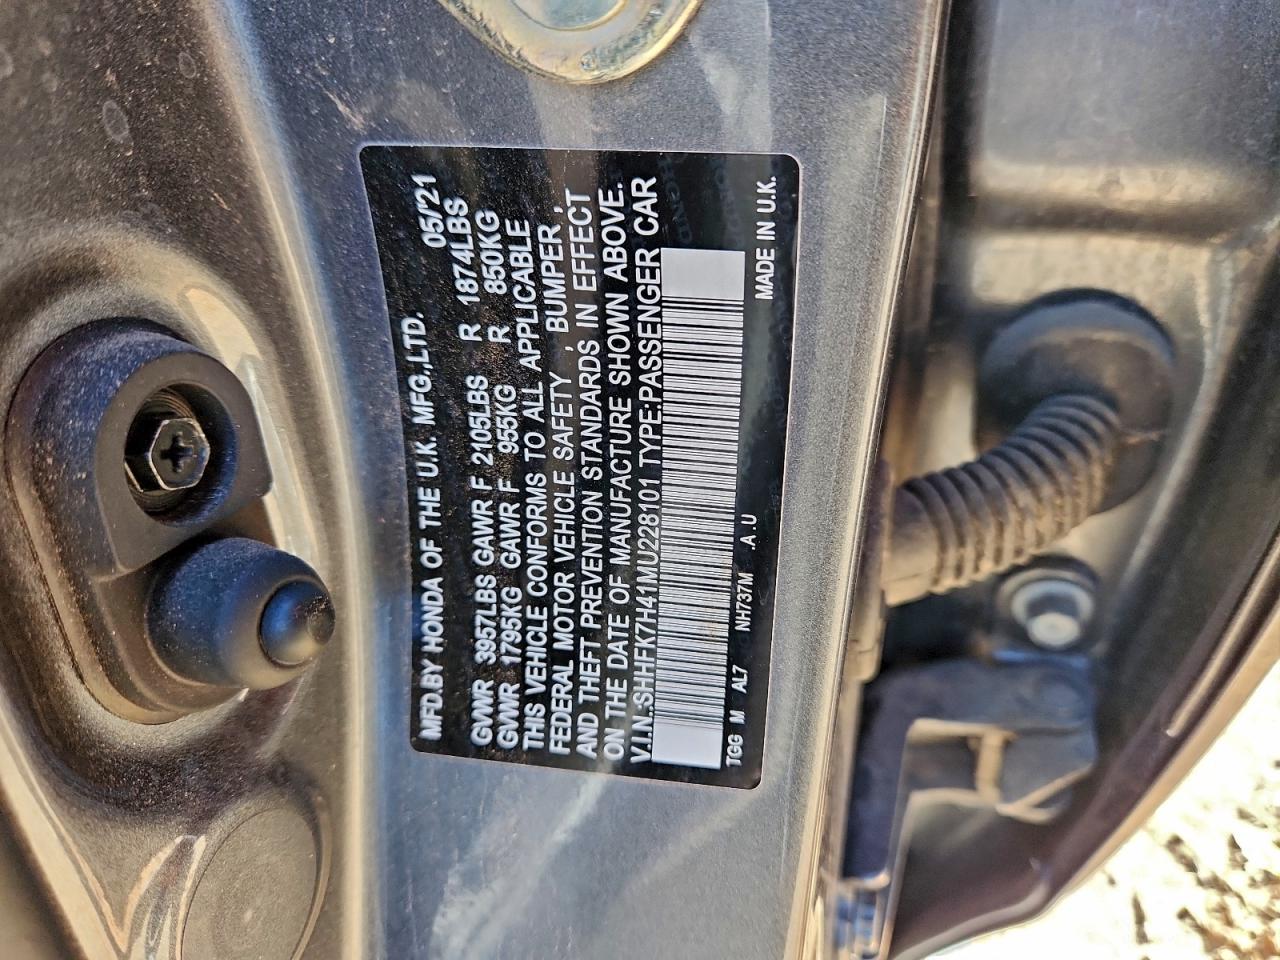 MFD.BY HONDA OF THE U.K. MFG.,LTD. 05/'21
GVWR 3957LBS GAWR F 2105LBS R 1874LBS
GVWR 1795KG GAWR F 955KG R 850KG
THIS VEHICLE CONFORMS TO ALL APPLICABLE
FEDERAL MOTOR VEHICLE SAFETY , BUMPER ,
AND THEFT PREVENTION STANDARDS IN EFFECT
ON THE DATE OF MANUFACTURE SHOWN ABOVE.
V.I.N.:SHHFK7H41MU228101 TYPE:PASSENGER CAR
TGG M AL7 NH737M .A.U MADE IN U.K.